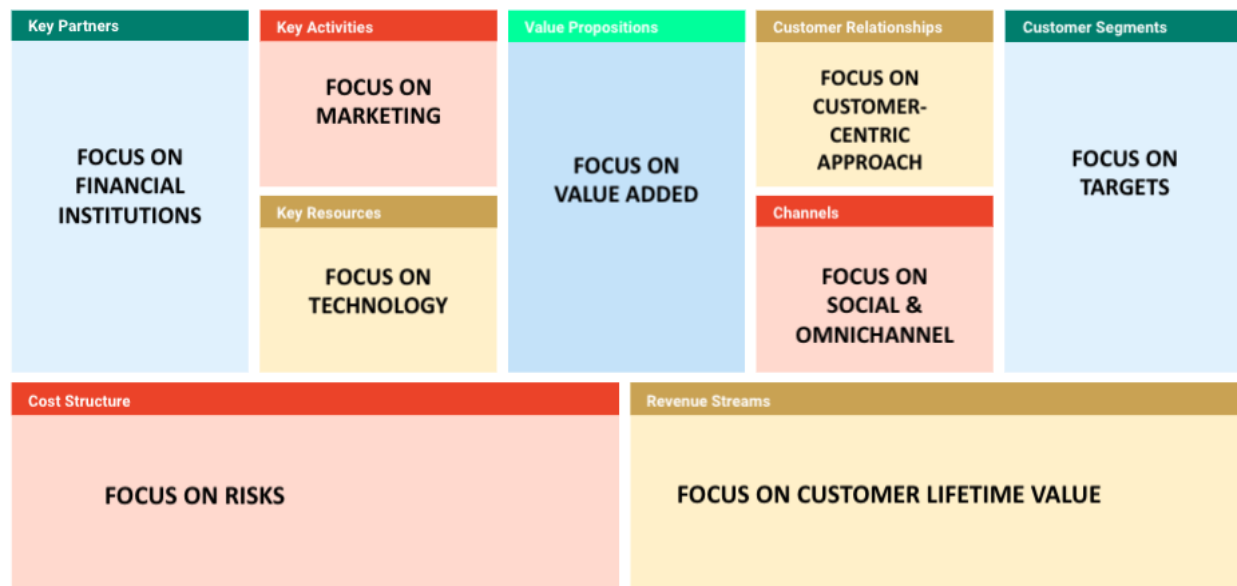 Key Partners
FOCUS ON
FINANCIAL
INSTITUTIONS
Key Activities
FOCUS ON
MARKETING
Key Resources
FOCUS ON
TECHNOLOGY
Value Propositions
FOCUS ON
VALUE ADDED
Customer Relationships
FOCUS ON
CUSTOMER-
CENTRIC
APPROACH
Channels
FOCUS ON
SOCIAL &
OMNICHANNEL
Customer Segments
FOCUS ON
TARGETS
Cost Structure
FOCUS ON RISKS
Revenue Streams
FOCUS ON CUSTOMER LIFETIME VALUE